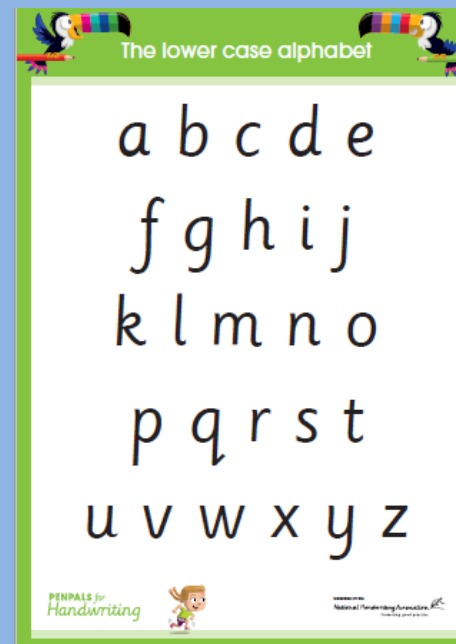 The lower case alphabet
a b c d e
f g h i j
k l m n o
p q r s t
u v w x y z
PENPALS for
Handwriting
National Handwriting Association